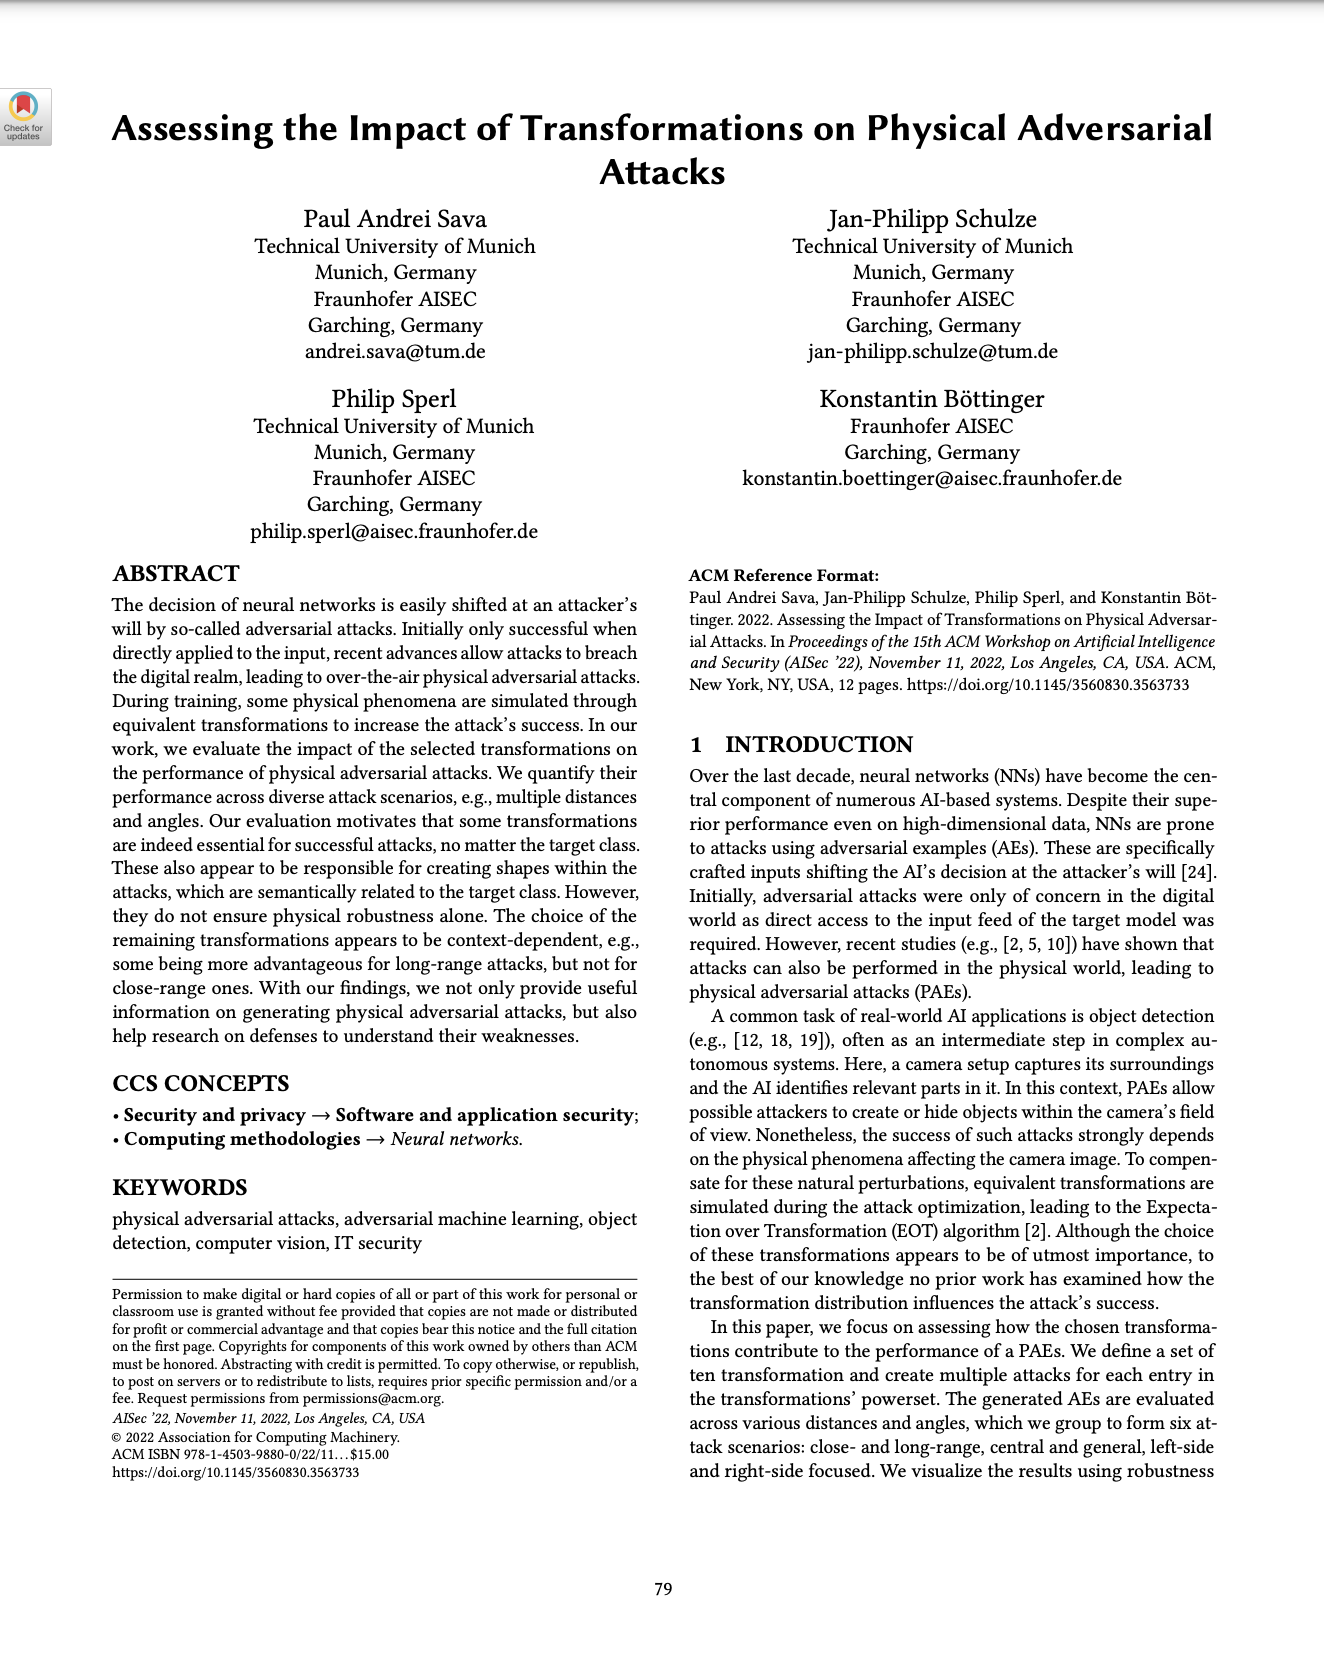 Check for
updates
Assessing the Impact of Transformations on Physical Adversarial
Attacks
Paul Andrei Sava
Technical University of Munich
Munich, Germany
Fraunhofer AISEC
Garching, Germany
andrei.sava@tum.de
Jan-Philipp Schulze
Technical University of Munich
Munich, Germany
Fraunhofer AISEC
Garching, Germany
jan-philipp.schulze@tum.de
Philip Sperl
Technical University of Munich
Munich, Germany
Fraunhofer AISEC
Garching, Germany
philip.sperl@aisec.fraunhofer.de
Konstantin Böttinger
Fraunhofer AISEC
Garching, Germany
konstantin.boettinger@aisec.fraunhofer.de
ABSTRACT
The decision of neural networks is easily shifted at an attacker's
will by so-called adversarial attacks. Initially only successful when
directly applied to the input, recent advances allow attacks to breach
the digital realm, leading to over-the-air physical adversarial attacks.
During training, some physical phenomena are simulated through
equivalent transformations to increase the attack's success. In our
work, we evaluate the impact of the selected transformations on
the performance of physical adversarial attacks. We quantify their
performance across diverse attack scenarios, e.g., multiple distances
and angles. Our evaluation motivates that some transformations
are indeed essential for successful attacks, no matter the target class.
These also appear to be responsible for creating shapes within the
attacks, which are semantically related to the target class. However,
they do not ensure physical robustness alone. The choice of the
remaining transformations appears to be context-dependent, e.g.,
some being more advantageous for long-range attacks, but not for
close-range ones. With our findings, we not only provide useful
information on generating physical adversarial attacks, but also
help research on defenses to understand their weaknesses.
CCS CONCEPTS
• Security and privacy → Software and application security;
• Computing methodologies → Neural networks.
KEYWORDS
physical adversarial attacks, adversarial machine learning, object
detection, computer vision, IT security
Permission to make digital or hard copies of all or part of this work for personal or
classroom use is granted without fee provided that copies are not made or distributed
for profit or commercial advantage and that copies bear this notice and the full citation
on the first page. Copyrights for components of this work owned by others than ACM
must be honored. Abstracting with credit is permitted. To copy otherwise, or republish,
to post on servers or to redistribute to lists, requires prior specific permission and/or a
fee. Request permissions from permissions@acm.org.
AISec '22, November 11, 2022, Los Angeles, CA, USA
© 2022 Association for Computing Machinery.
ACM ISBN 978-1-4503-9880-0/22/11...$15.00
https://doi.org/10.1145/3560830.3563733
ACM Reference Format:
Paul Andrei Sava, Jan-Philipp Schulze, Philip Sperl, and Konstantin Böt-
tinger. 2022. Assessing the Impact of Transformations on Physical Adversar-
ial Attacks. In Proceedings of the 15th ACM Workshop on Artificial Intelligence
and Security (AISec '22), November 11, 2022, Los Angeles, CA, USA. ACM,
New York, NY, USA, 12 pages. https://doi.org/10.1145/3560830.3563733
1 INTRODUCTION
Over the last decade, neural networks (NNs) have become the cen-
tral component of numerous AI-based systems. Despite their supe-
rior performance even on high-dimensional data, NNs are prone
to attacks using adversarial examples (AEs). These are specifically
crafted inputs shifting the AI's decision at the attacker's will [24].
Initially, adversarial attacks were only of concern in the digital
world as direct access to the input feed of the target model was
required. However, recent studies (e.g., [2, 5, 10]) have shown that
attacks can also be performed in the physical world, leading to
physical adversarial attacks (PAEs).
A common task of real-world AI applications is object detection
(e.g., [12, 18, 19]), often as an intermediate step in complex au-
tonomous systems. Here, a camera setup captures its surroundings
and the AI identifies relevant parts in it. In this context, PAEs allow
possible attackers to create or hide objects within the camera's field
of view. Nonetheless, the success of such attacks strongly depends
on the physical phenomena affecting the camera image. To compen-
sate for these natural perturbations, equivalent transformations are
simulated during the attack optimization, leading to the Expecta-
tion over Transformation (EOT) algorithm [2]. Although the choice
of these transformations appears to be of utmost importance, to
the best of our knowledge no prior work has examined how the
transformation distribution influences the attack's success.
In this paper, we focus on assessing how the chosen transforma-
tions contribute to the performance of a PAEs. We define a set of
ten transformation and create multiple attacks for each entry in
the transformations' powerset. The generated AEs are evaluated
across various distances and angles, which we group to form six at-
tack scenarios: close- and long-range, central and general, left-side
and right-side focused. We visualize the results using robustness
79